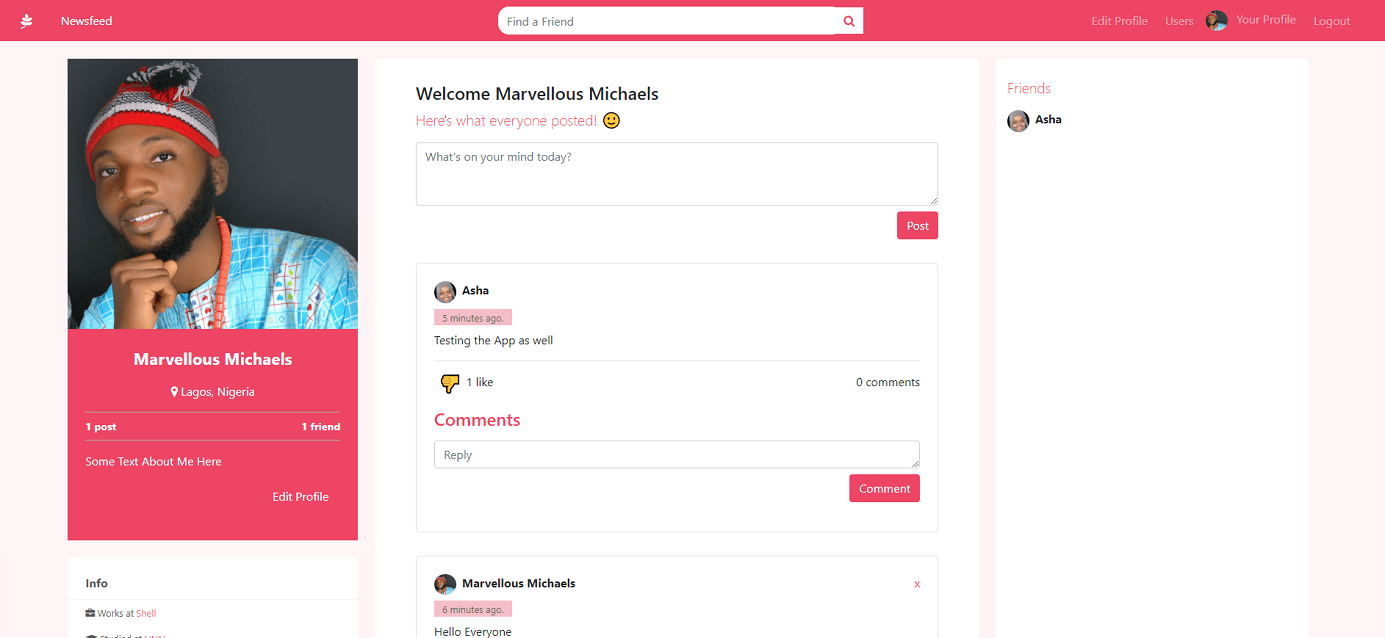 Newsfeed
Find a Friend
Edit Profile
Users
Your Profile
Logout
Marvellous Michaels
Lagos, Nigeria
1 post
1 friend
Some Text About Me Here
Edit Profile
Info
Works at Shell
Studied at
Welcome Marvellous Michaels
Here's what everyone posted!
What's on your mind today?
Post
Asha
5 minutes ago.
Testing the App as well
1 like
0 comments
Comments
Reply
Comment
Marvellous Michaels
x
6 minutes ago.
Hello Everyone
Friends
Asha